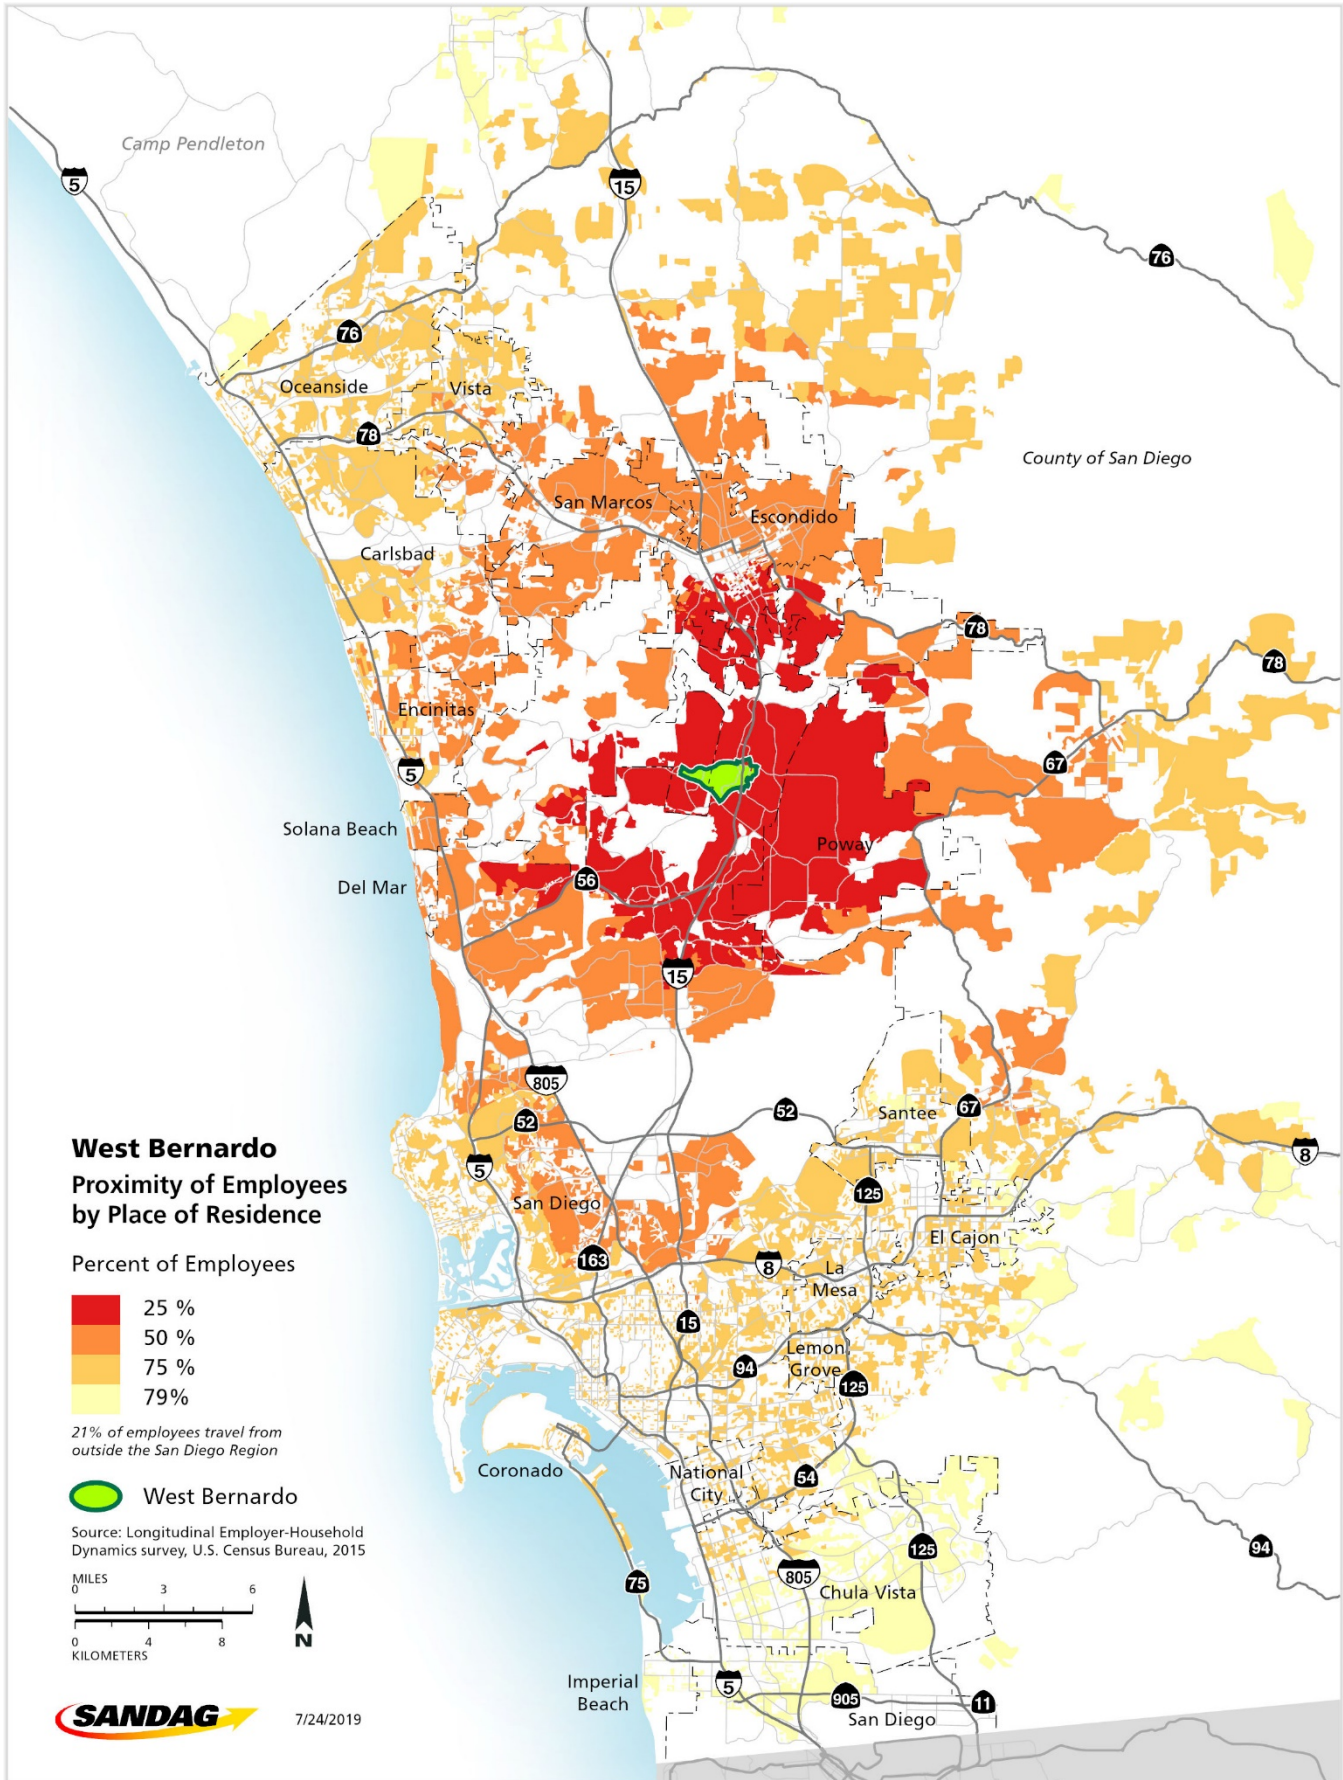 Camp Pendleton
5
15
76
76
Oceanside
Vista
78
County of San Diego
San Marcos
Escondido
Carlsbad
78
78
Encinitas
67
5
Solana Beach
Poway
56
Del Mar
15
805
52
52
Santee
67
5
8
125
San Diego
El Cajon
163
8
La
Mesa
15
Lemon
Grove
94
125
Coronado
National
City
54
125
94
805
75
Chula Vista
Imperial
Beach
5
905
11
San Diego
West Bernardo
Proximity of Employees
by Place of Residence
Percent of Employees
25 %
50 %
75 %
79%
21% of employees travel from
outside the San Diego Region
West Bernardo
Source: Longitudinal Employer-Household
Dynamics survey, U.S. Census Bureau, 2015
MILES
0 3 6
0 4 8
KILOMETERS
N
SANDAG
7/24/2019